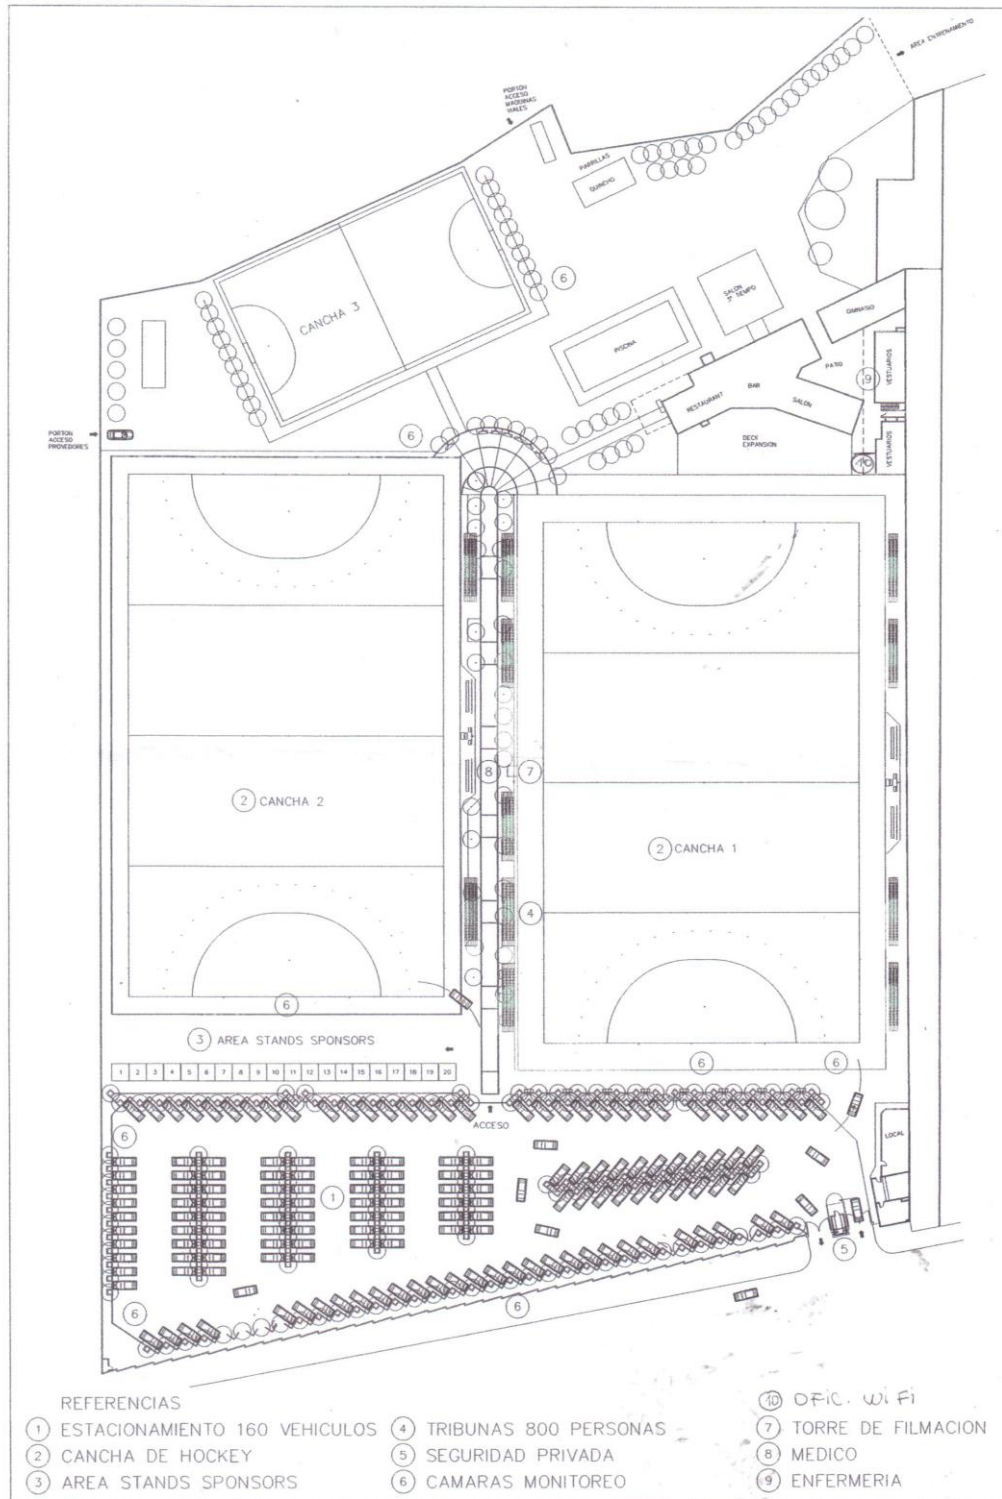 AREA ENTRENAMIENTO
PORTON
ACCESO
MAQUINAS
VIALES
PARRILLAS
QUINCHO
6
CANCHA 3
SALON
3º TIEMPO
GIMNASIO
PISCINA
PATIO
VESTUARIOS
9
BAR
RESTAURANT
SALON
PORTON
ACCESO
PROVEDORES
6
DECK
EXPANSION
VESTUARIOS
10
8
7
2 CANCHA 2
2 CANCHA 1
4
6
3 AREA STANDS SPONSORS
6
6
1 2 3 4 5 6 7 8 9 10 11 12 13 14 15 16 17 18 19 20
ACCESO
6
LOCAL
1
5
6
6
REFERENCIAS
1 ESTACIONAMIENTO 160 VEHICULOS
2 CANCHA DE HOCKEY
3 AREA STANDS SPONSORS
4 TRIBUNAS 800 PERSONAS
5 SEGURIDAD PRIVADA
6 CAMARAS MONITOREO
10 OFIC. WiFi
7 TORRE DE FILMACION
8 MEDICO
9 ENFERMERIA